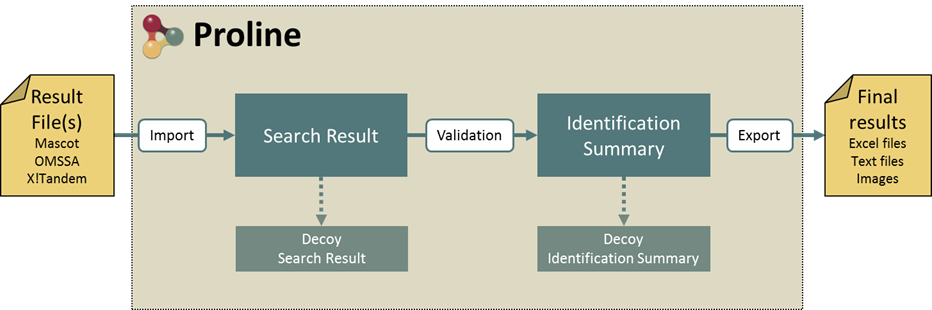 Proline
Result
File(s)
Mascot
OMSSA
X!Tandem
Import
Search Result
Validation
Identification
Summary
Export
Final
results
Excel files
Text files
Images
Decoy
Search Result
Decoy
Identification Summary